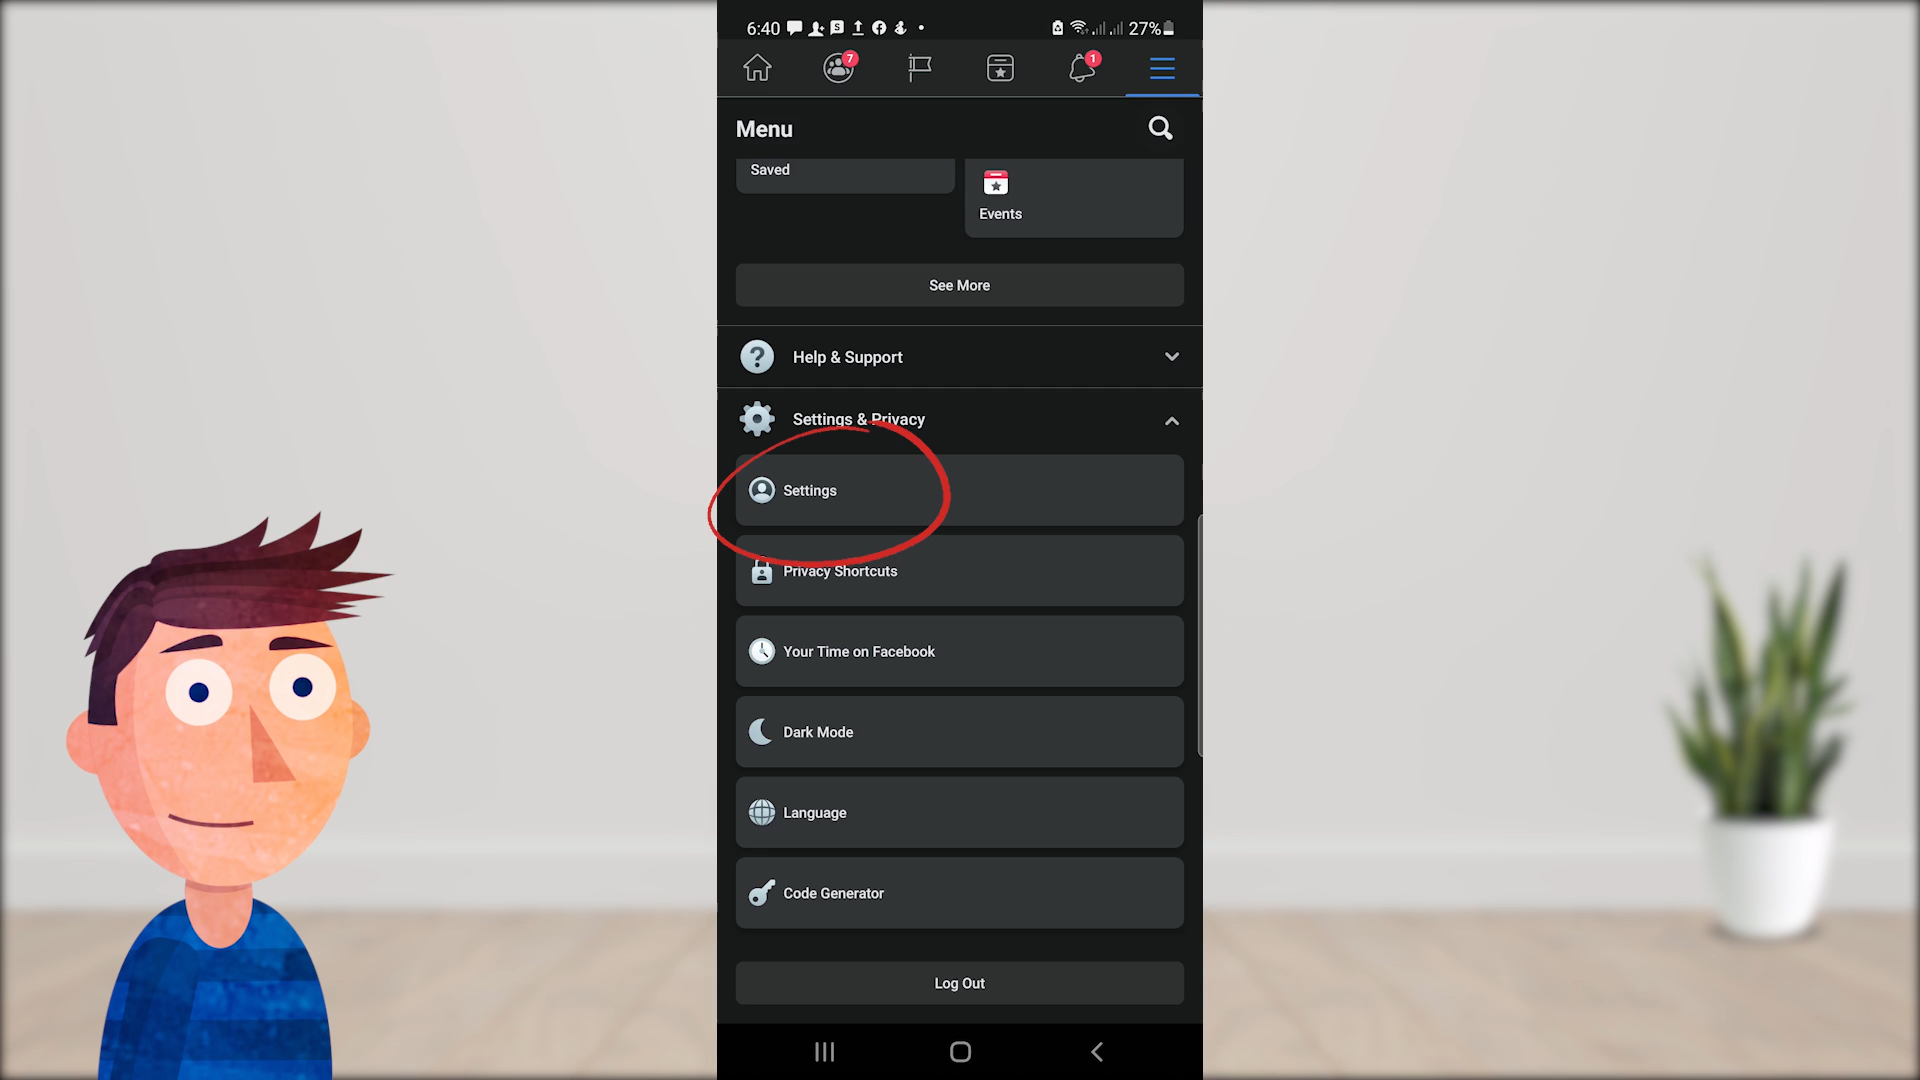 6:40
27%
7
1
Menu
Saved
Events
See More
Help & Support
Settings & Privacy
Settings
Privacy Shortcuts
Your Time on Facebook
Dark Mode
Language
Code Generator
Log Out